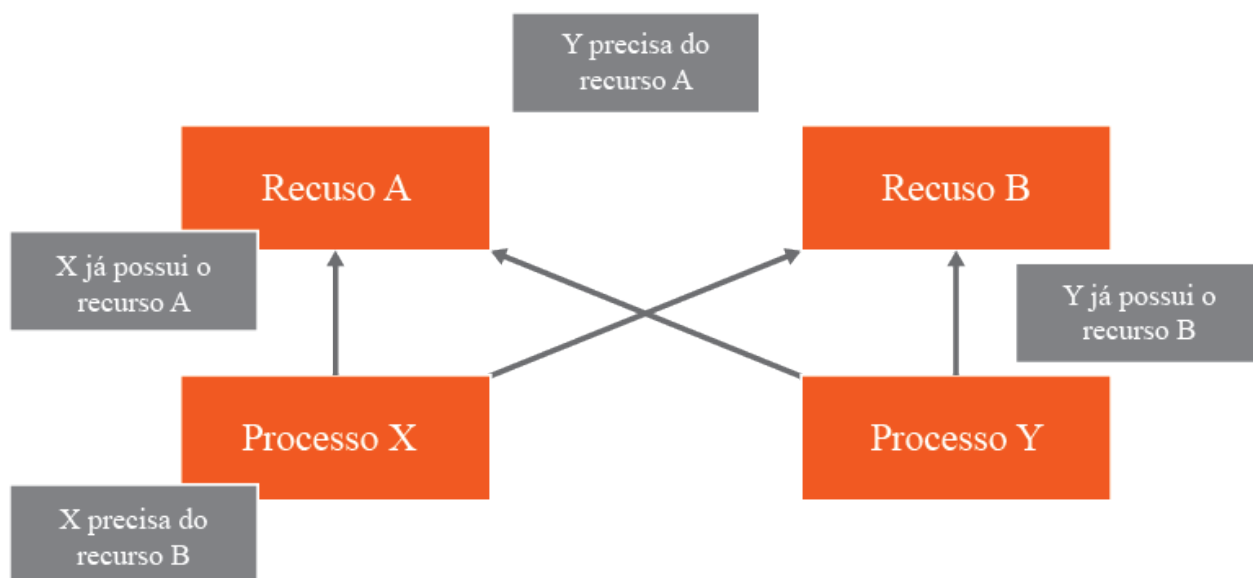 Y precisa do
recurso A
Recuso A
Recuso B
X já possui o
recurso A
Y já possui o
recurso B
Processo X
Processo Y
X precisa do
recurso B